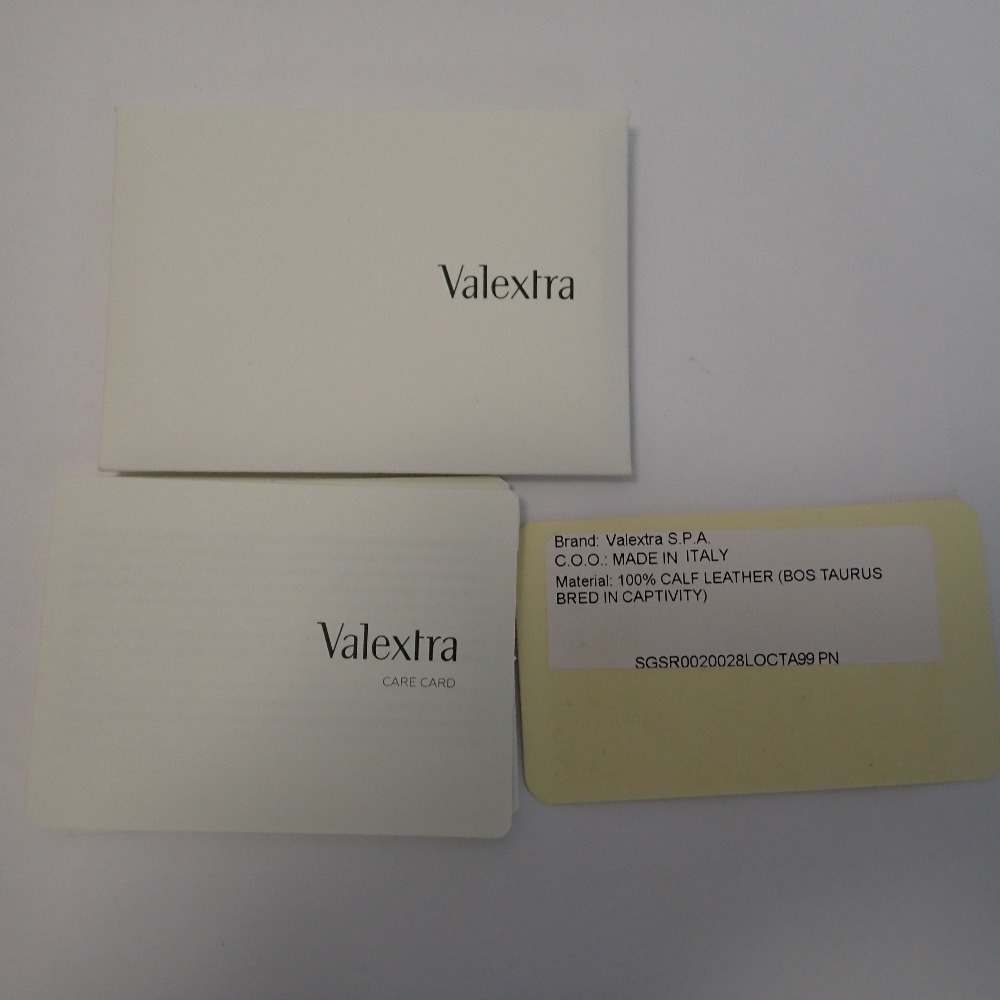 Valextra
Valextra
CARE CARD
Brand: Valextra S.P.A.
C.O.O.: MADE IN ITALY
Material: 100% CALF LEATHER (BOS TAURUS
BRED IN CAPTIVITY)
SGSR0020028LOCTA99 PN